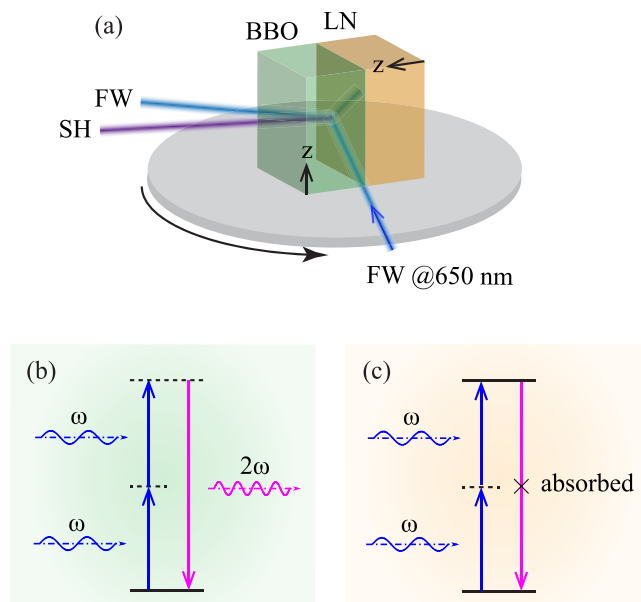 (a)
BBO LN
z
FW
SH
z
FW @650 nm
(b)
ω
2ω
ω
(c)
ω
absorbed
ω